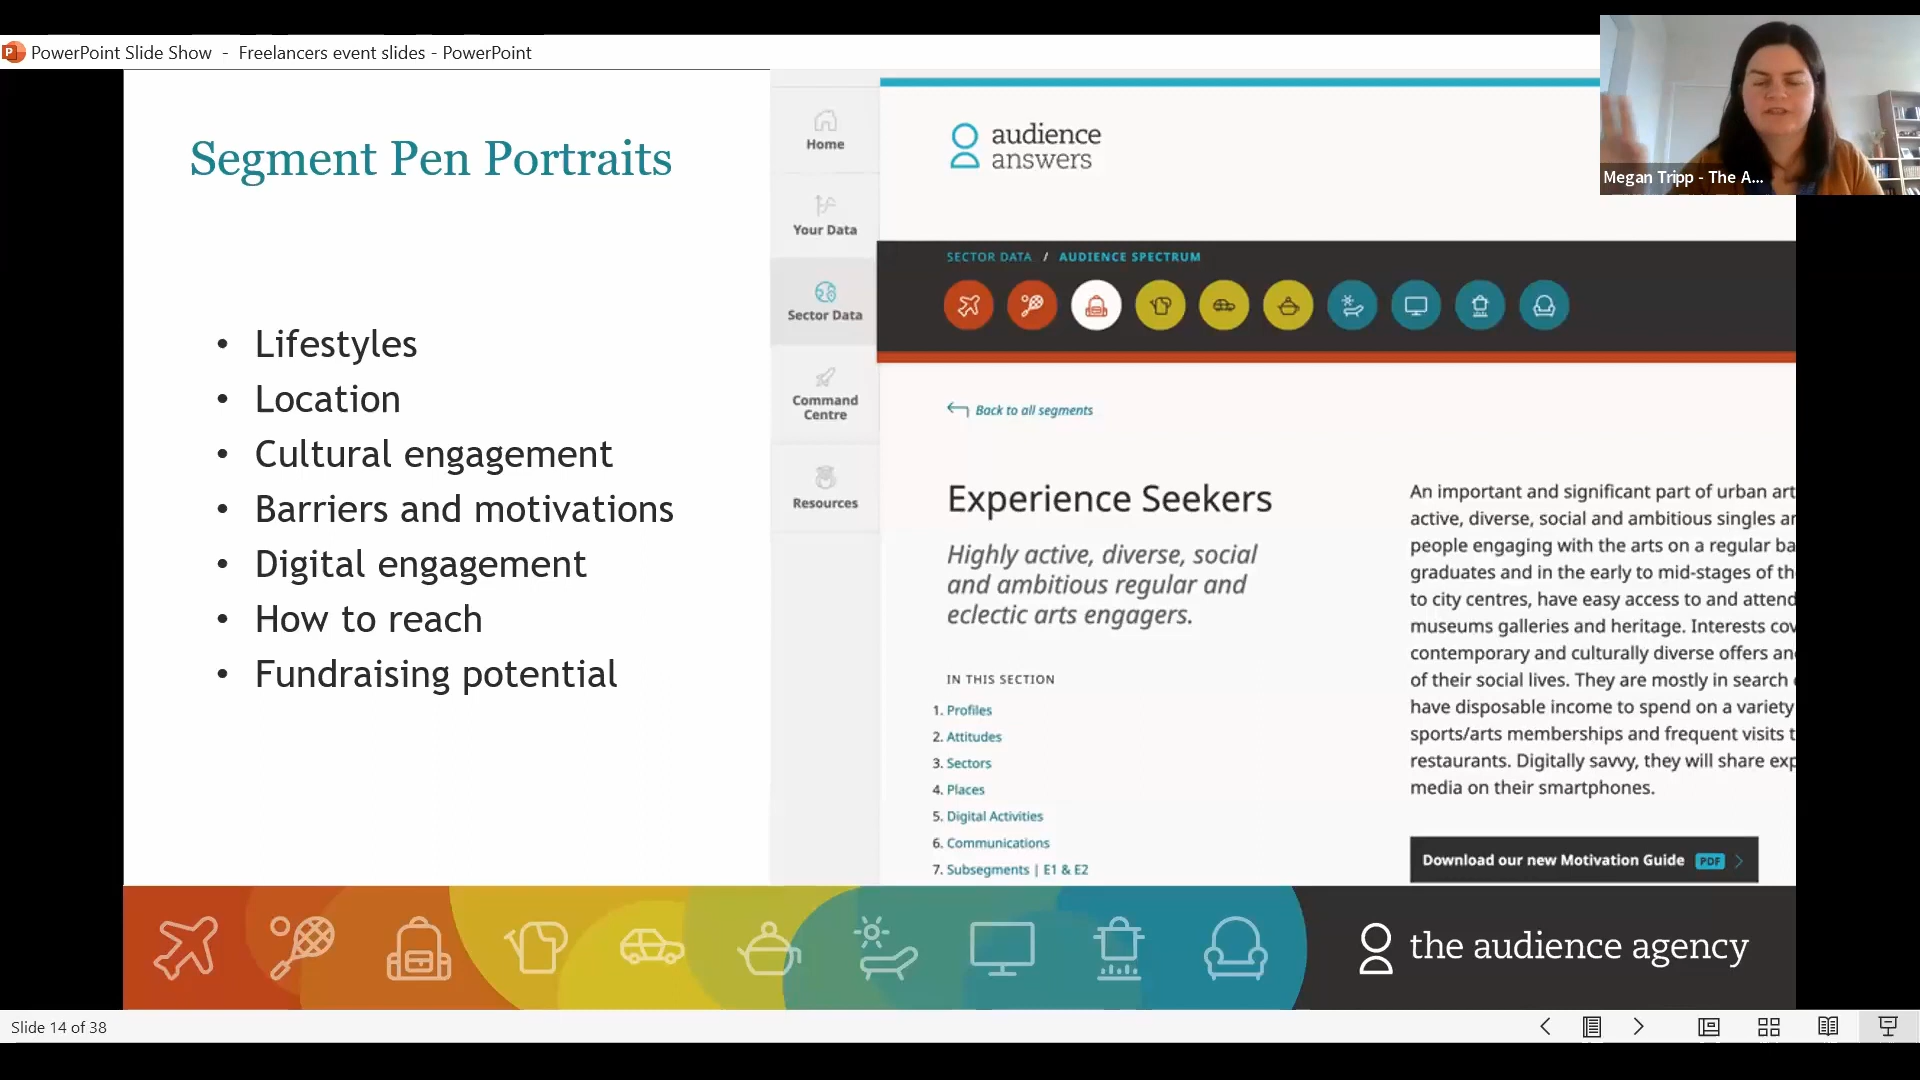 PowerPoint Slide Show - Freelancers event slides - PowerPoint
Megan Tripp - The A...
Segment Pen Portraits
• Lifestyles
• Location
• Cultural engagement
• Barriers and motivations
• Digital engagement
• How to reach
• Fundraising potential
Home
Your Data
Sector Data
Command
Centre
Resources
audience
answers
SECTOR DATA / AUDIENCE SPECTRUM
Back to all segments
Experience Seekers
Highly active, diverse, social
and ambitious regular and
eclectic arts engagers.
IN THIS SECTION
1. Profiles
2. Attitudes
3. Sectors
4. Places
5. Digital Activities
6. Communications
7. Subsegments | E1 & E2
An important and significant part of urban art
active, diverse, social and ambitious singles
people engaging with the arts on a regular ba
graduates and in the early to mid-stages of th
to city centres, have easy access to and attend
museums galleries and heritage. Interests cov
contemporary and culturally diverse offers an
of their social lives. They are mostly in search
have disposable income to spend on a variety
sports/arts memberships and frequent visits t
restaurants. Digitally savvy, they will share exp
media on their smartphones.
Download our new Motivation Guide PDF
the audience agency
Slide 14 of 38